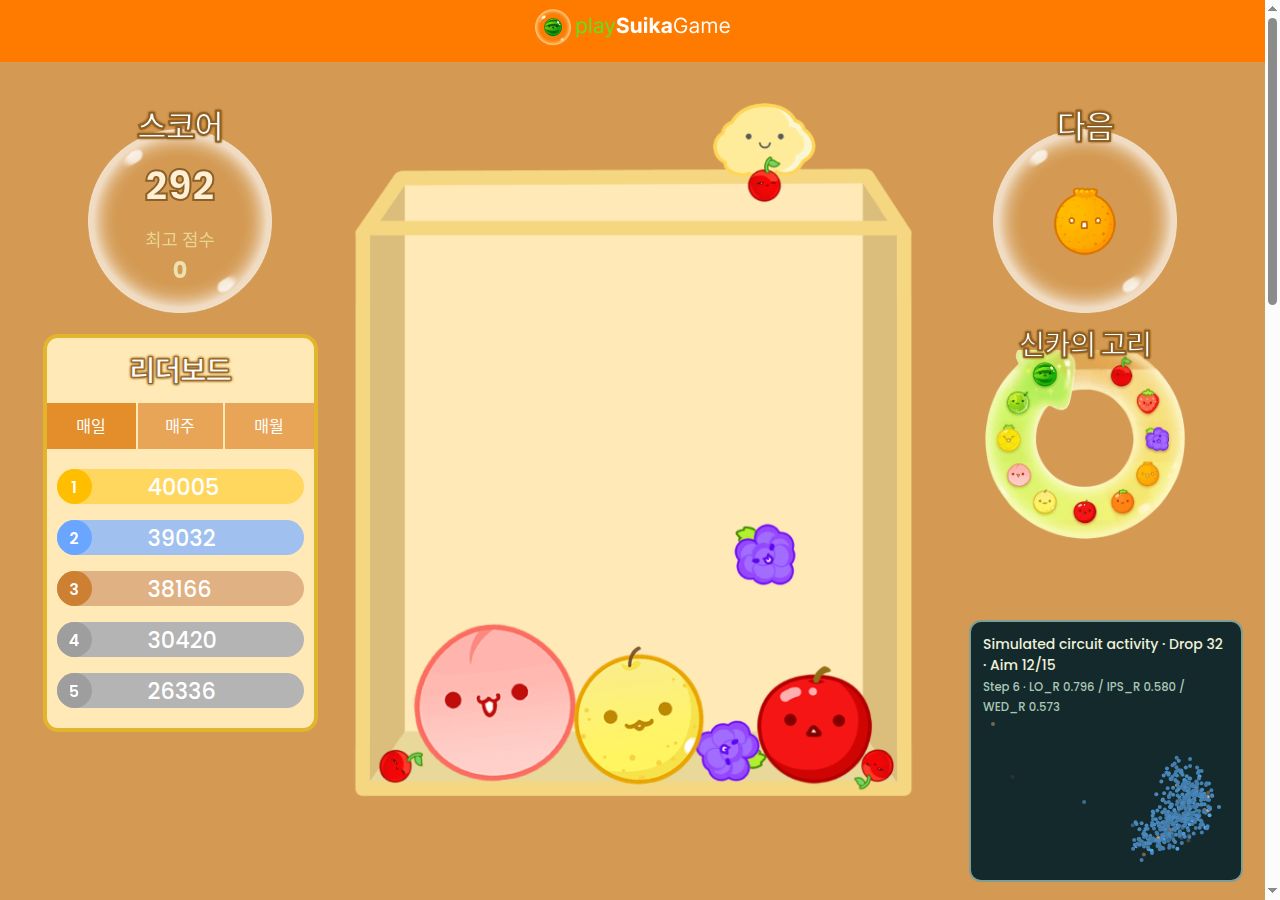 playSuikaGame
스코어
292
최고 점수
0
다음
신카의 고리
리더보드
매일 매주 매월
1 40005
2 39032
3 38166
4 30420
5 26336
Simulated circuit activity · Drop 32
· Aim 12/15
Step 6 · LO_R 0.796 / IPS_R 0.580 /
WED_R 0.573